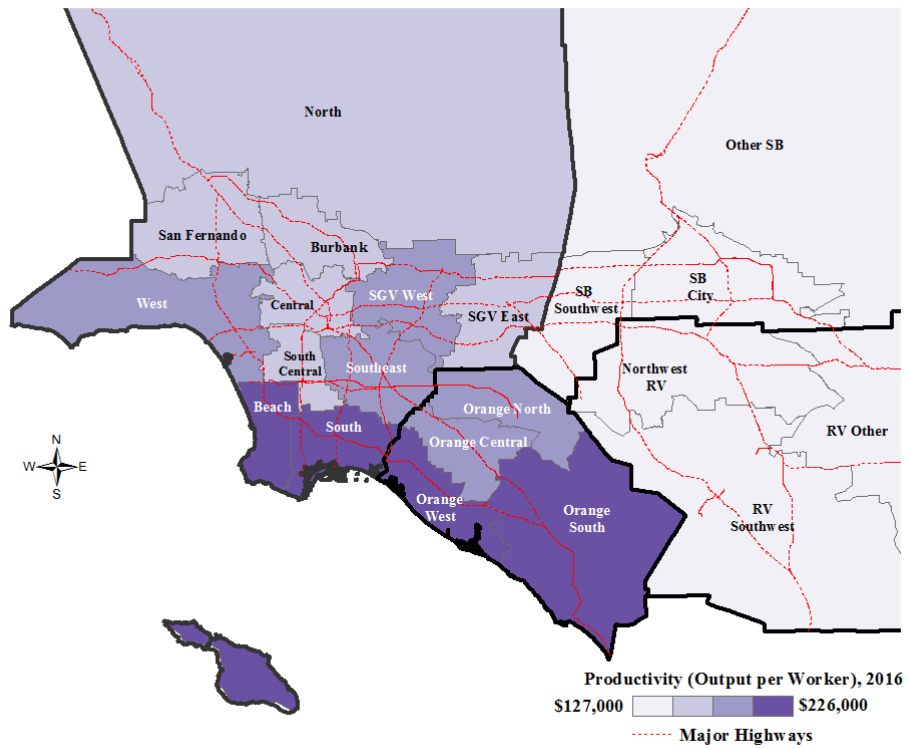 North
Other SB
San Fernando
Burbank
West
Central
SGV West
SGV East
SB
Southwest
SB
City
South
Central
Southeast
Northwest
RV
Beach
South
Orange North
Orange Central
RV Other
Orange
West
Orange
South
RV
Southwest
N
W
E
S
Productivity (Output per Worker), 2016
$127,000
$226,000
Major Highways